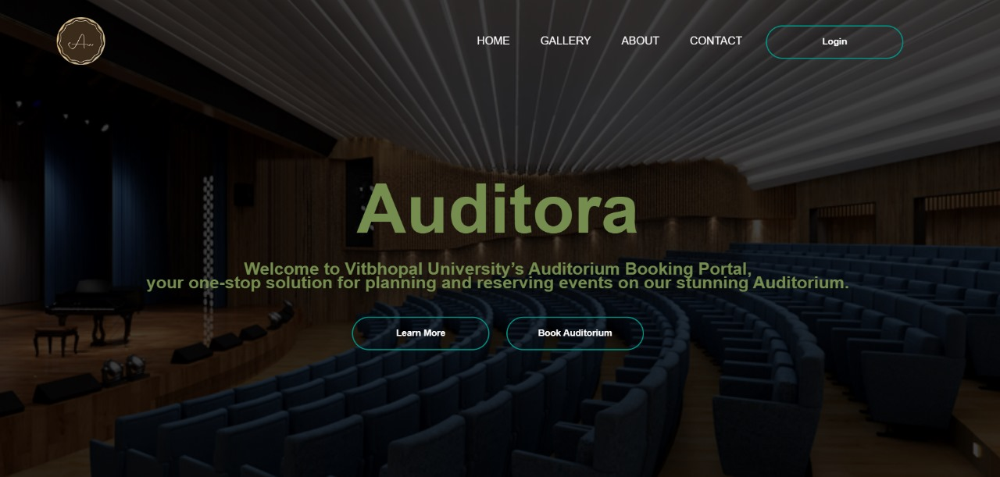 HOME GALLERY ABOUT CONTACT Login
Auditora
Welcome to Vitbhopal University’s Auditorium Booking Portal,
your one-stop solution for planning and reserving events on our stunning Auditorium.
Learn More Book Auditorium